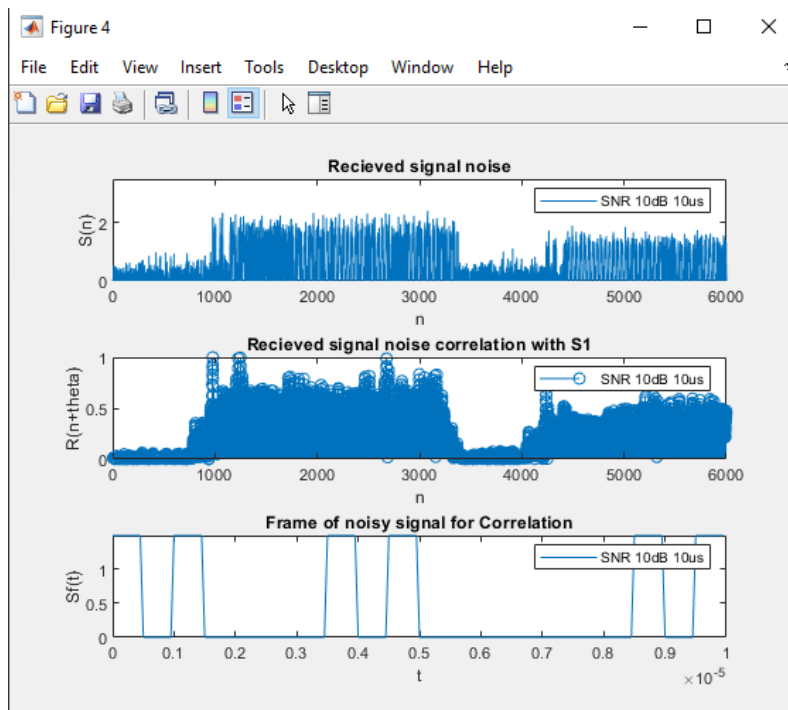 Figure 4
File Edit View Insert Tools Desktop Window Help
Recieved signal noise
SNR 10dB 10us
S(n)
2
0
0 1000 2000 3000 4000 5000 6000
n
Recieved signal noise correlation with S1
SNR 10dB 10us
R(n+theta)
1
0.5
0
0 1000 2000 3000 4000 5000 6000
n
Frame of noisy signal for Correlation
SNR 10dB 10us
Sf(t)
1
0.5
0
0 0.1 0.2 0.3 0.4 0.5 0.6 0.7 0.8 0.9 1
t
×10-5